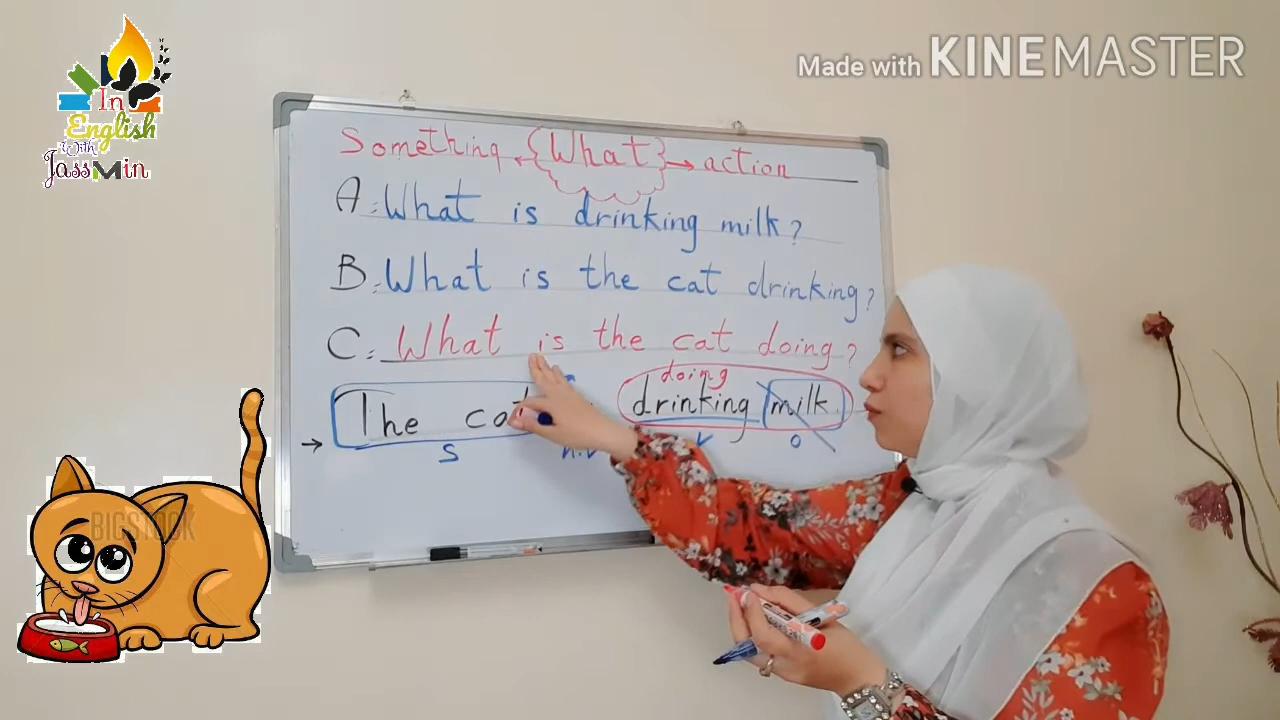 In
English
with
JassMin
Made with KINEMASTER
Something {What} → action
A: What is drinking milk?
B: What is the cat drinking?
C: What is the cat doing?
doing
→ The cat drinking milk.
S v o
BIGSTOCK